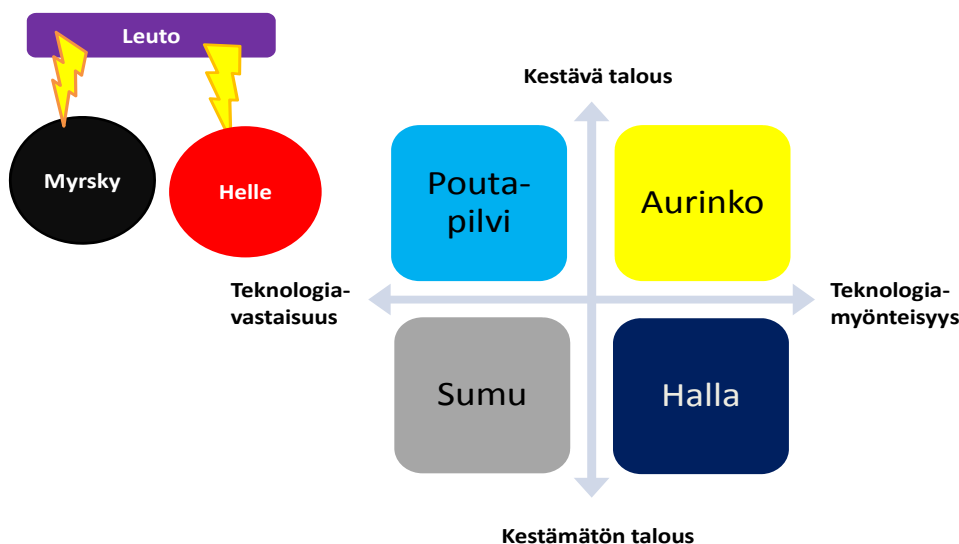 Leuto
Myrsky
Helle
Kestävä talous
Pouta-
pilvi
Aurinko
Teknologia-
vastaisuus
Teknologia-
myönteisyys
Sumu
Halla
Kestämätön talous